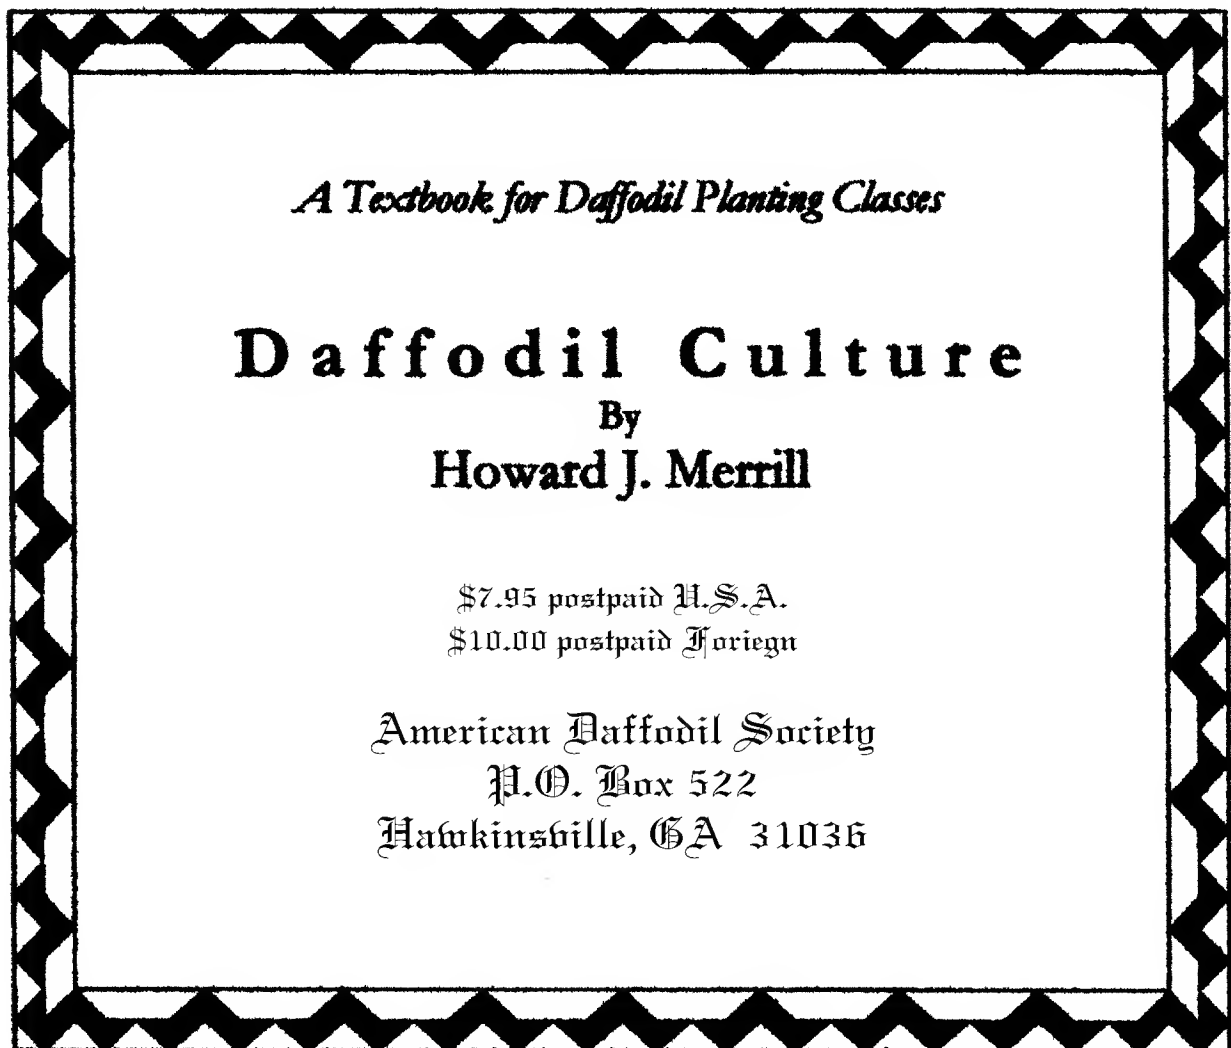 A Textbook for Daffodil Planting Classes
Daffodil Culture
By
Howard J. Merrill
$7.95 postpaid U.S.A.
$10.00 postpaid Foriegn
American Daffodil Society
P.O. Box 522
Hawkinsville, GA 31036